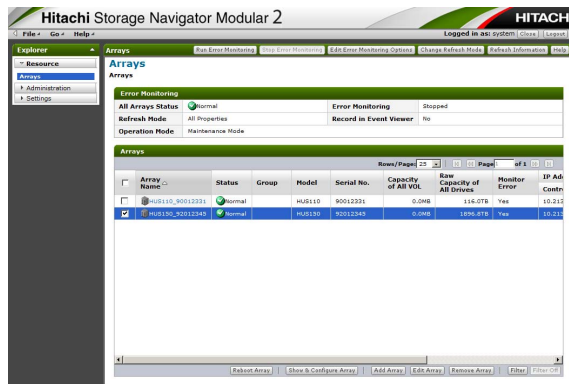 Hitachi Storage Navigator Modular 2
HITACH
File Go Help
Logged in as: system Close Logout
Explorer
Arrays
Run Error Monitoring Stop Error Monitoring Edit Error Monitoring Options Change Refresh Mode Refresh Information Help
Resource
Arrays
Administration
Settings
Arrays
Arrays
Error Monitoring
All Arrays Status Normal Error Monitoring Stopped
Refresh Mode All Properties Record in Event Viewer No
Operation Mode Maintenance Mode
Arrays
Rows/Page: 25 Page 1 of 1
Array Name Status Group Model Serial No. Capacity of All VOL Raw Capacity of All Drives Monitor Error IP Ad Contr
HUS110_90012331 Normal HUS110 90012331 0.0MB 116.0TB Yes 10.213
HUS150_92012345 Normal HUS150 92012345 0.0MB 1896.8TB Yes 10.213
Reboot Array Show & Configure Array Add Array Edit Array Remove Array Filter Filter Off